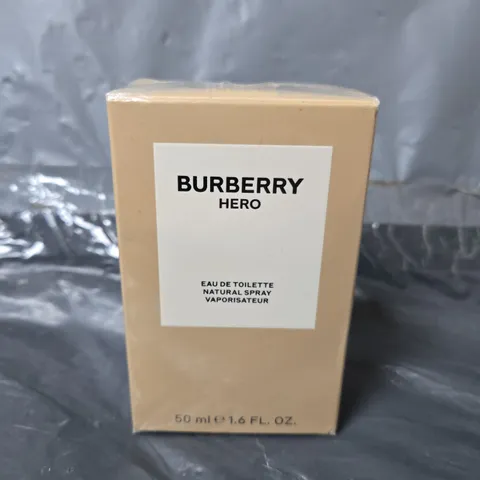 BURBERRY
HERO
EAU DE TOILETTE
NATURAL SPRAY
VAPORISATEUR
50 ml ℮ 1.6 FL. OZ.